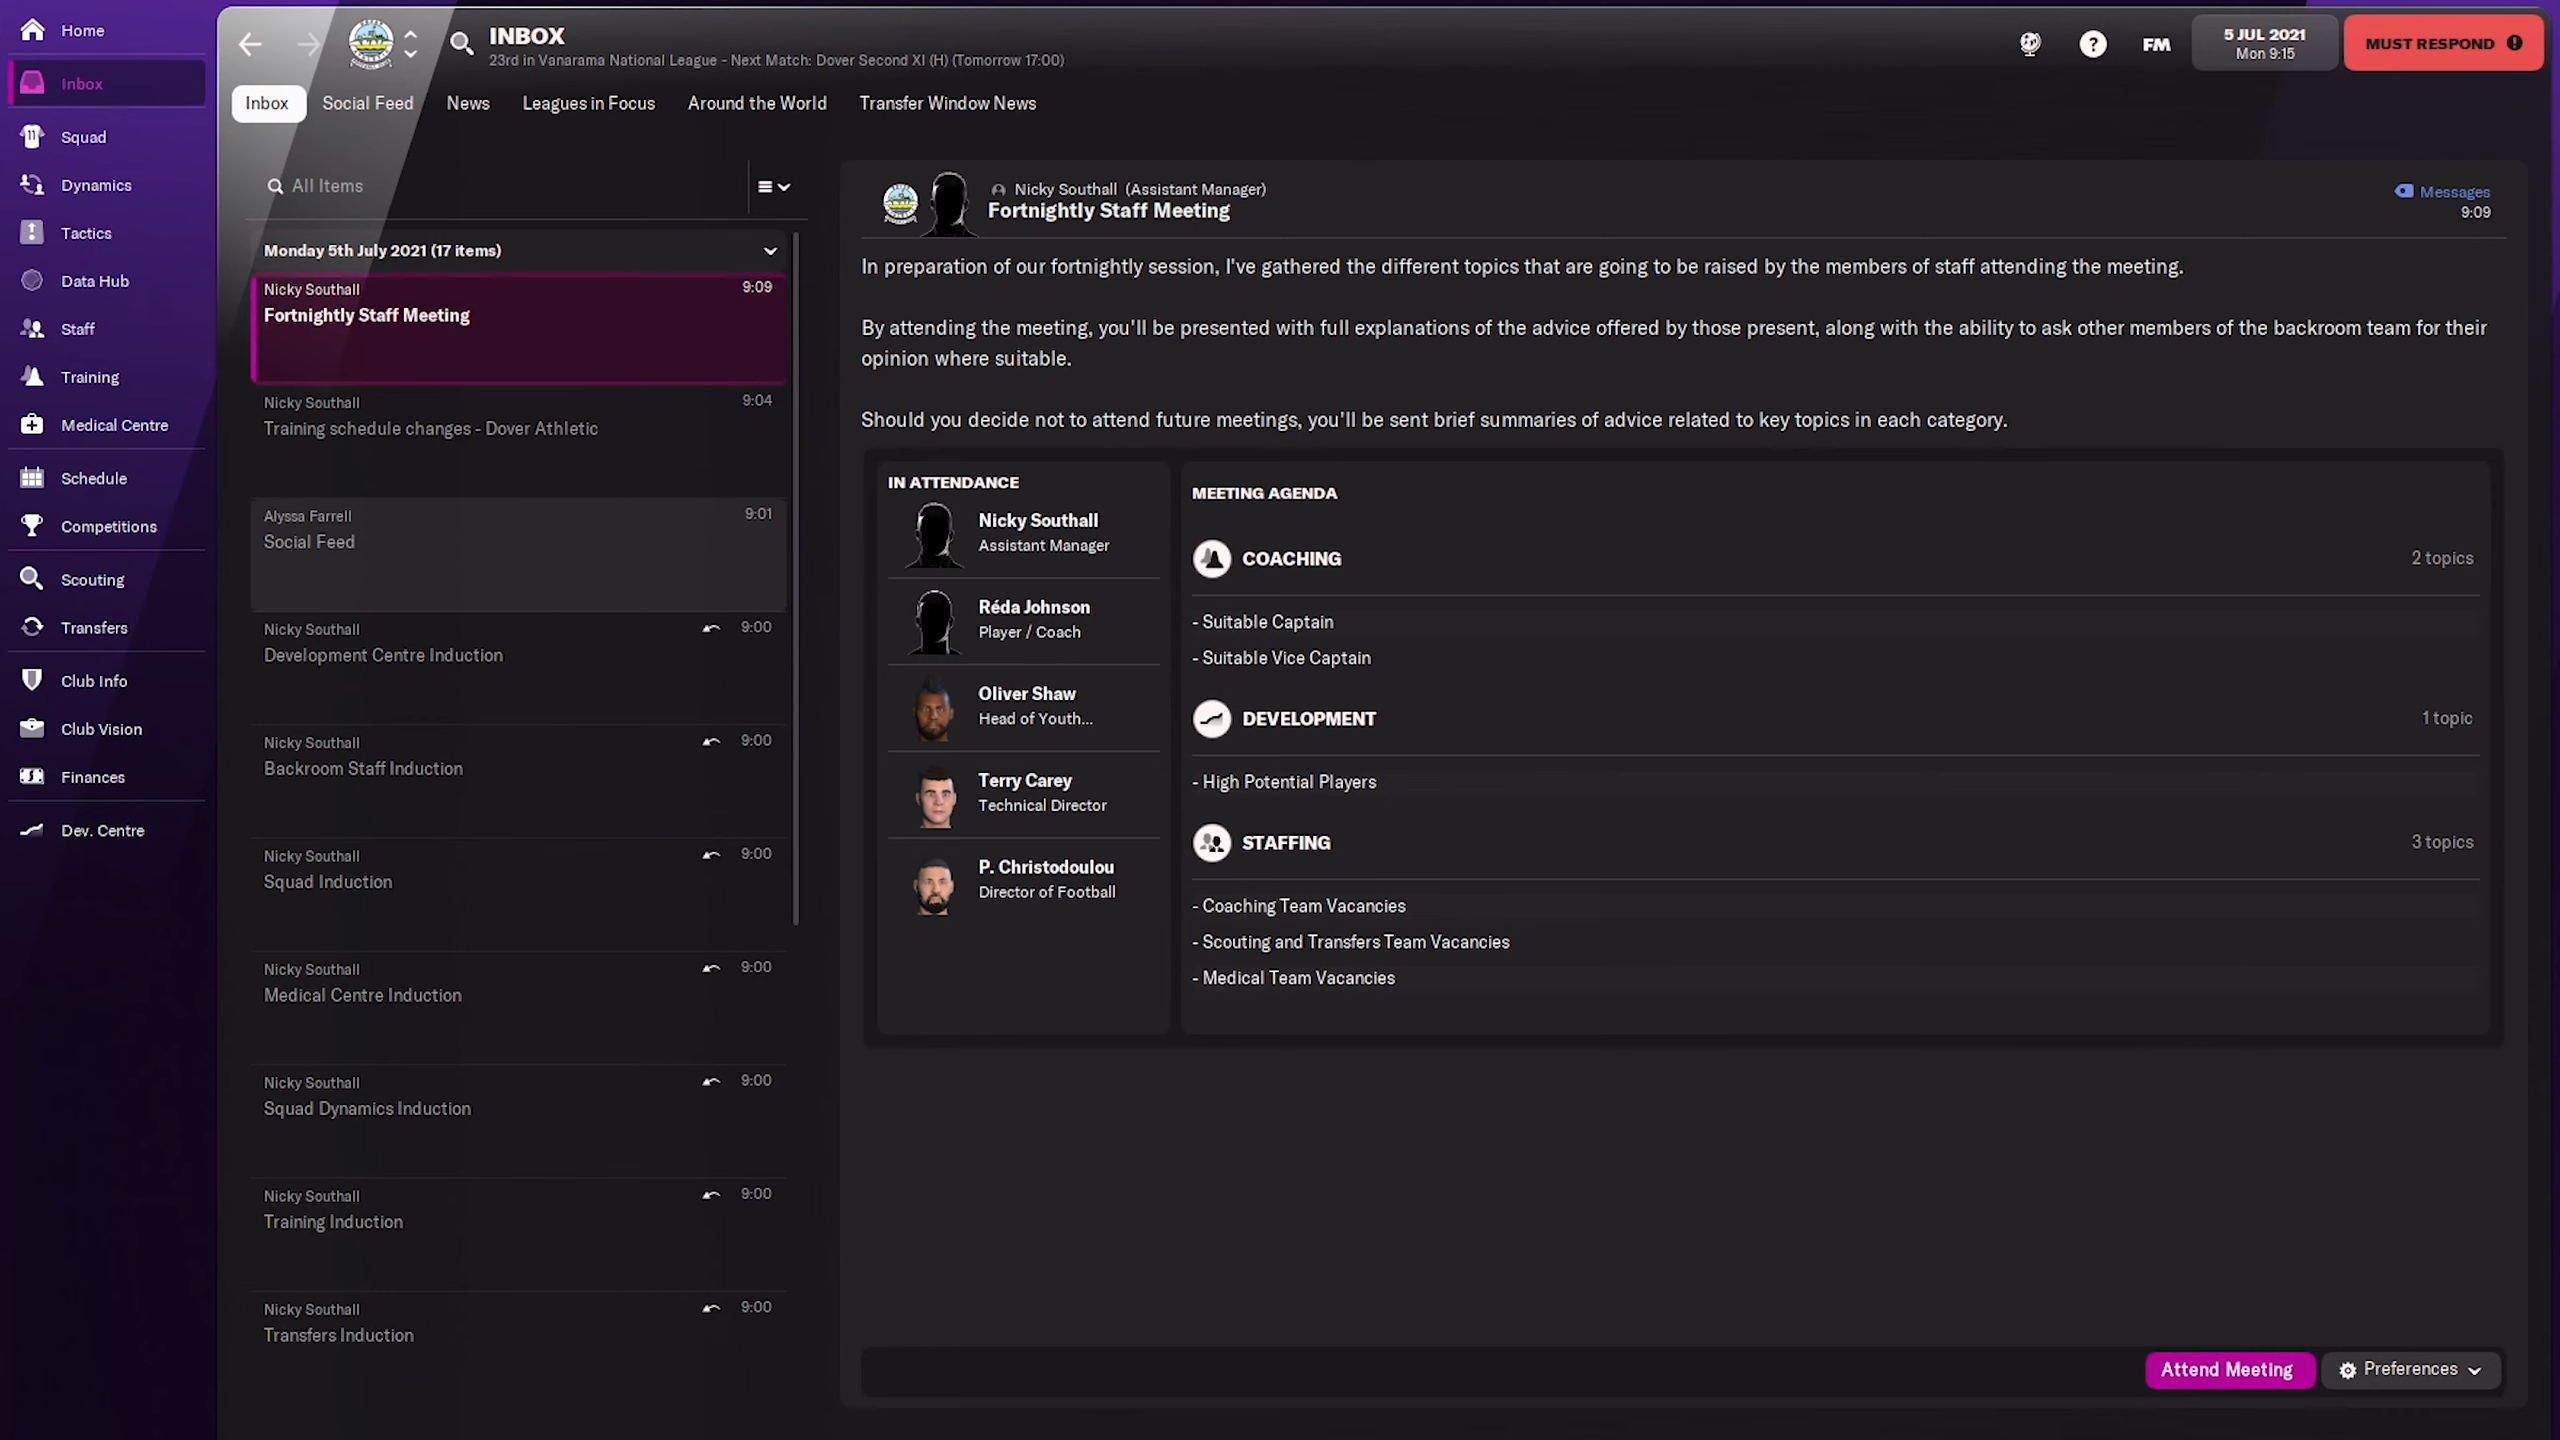 Home
Inbox
Squad
Dynamics
Tactics
Data Hub
Staff
Training
Medical Centre
Schedule
Competitions
Scouting
Transfers
Club Info
Club Vision
Finances
Dev. Centre
INBOX
23rd in Vanarama National League - Next Match: Dover Second XI (H) (Tomorrow 17:00)
?
FM
5 JUL 2021
Mon 9:15
MUST RESPOND
Inbox Social Feed News Leagues in Focus Around the World Transfer Window News
All Items
Monday 5th July 2021 (17 items)
Nicky Southall 9:09
Fortnightly Staff Meeting
Nicky Southall 9:04
Training schedule changes - Dover Athletic
Alyssa Farrell 9:01
Social Feed
Nicky Southall 9:00
Development Centre Induction
Nicky Southall 9:00
Backroom Staff Induction
Nicky Southall 9:00
Squad Induction
Nicky Southall 9:00
Medical Centre Induction
Nicky Southall 9:00
Squad Dynamics Induction
Nicky Southall 9:00
Training Induction
Nicky Southall 9:00
Transfers Induction
Nicky Southall (Assistant Manager)
Fortnightly Staff Meeting
Messages
9:09
In preparation of our fortnightly session, I've gathered the different topics that are going to be raised by the members of staff attending the meeting.
By attending the meeting, you'll be presented with full explanations of the advice offered by those present, along with the ability to ask other members of the backroom team for their
opinion where suitable.
Should you decide not to attend future meetings, you'll be sent brief summaries of advice related to key topics in each category.
IN ATTENDANCE
Nicky Southall
Assistant Manager
Réda Johnson
Player / Coach
Oliver Shaw
Head of Youth...
Terry Carey
Technical Director
P. Christodoulou
Director of Football
MEETING AGENDA
COACHING 2 topics
- Suitable Captain
- Suitable Vice Captain
DEVELOPMENT 1 topic
- High Potential Players
STAFFING 3 topics
- Coaching Team Vacancies
- Scouting and Transfers Team Vacancies
- Medical Team Vacancies
Attend Meeting
Preferences